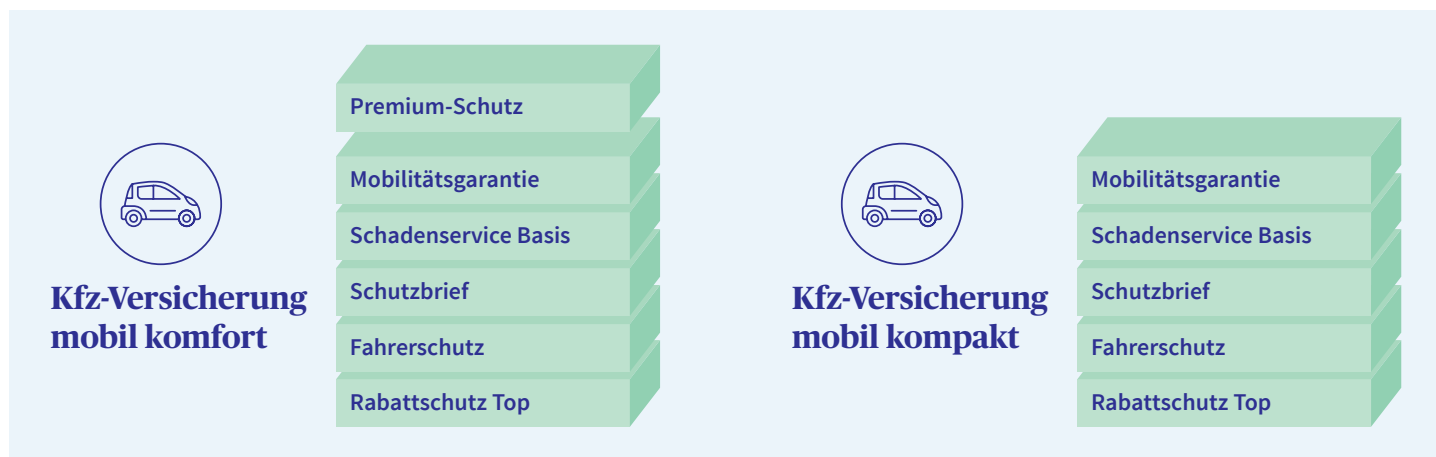 Kfz-Versicherung
mobil komfort
Premium-Schutz
Mobilitätsgarantie
Schadenservice Basis
Schutzbrief
Fahrerschutz
Rabattschutz Top
Kfz-Versicherung
mobil kompakt
Mobilitätsgarantie
Schadenservice Basis
Schutzbrief
Fahrerschutz
Rabattschutz Top